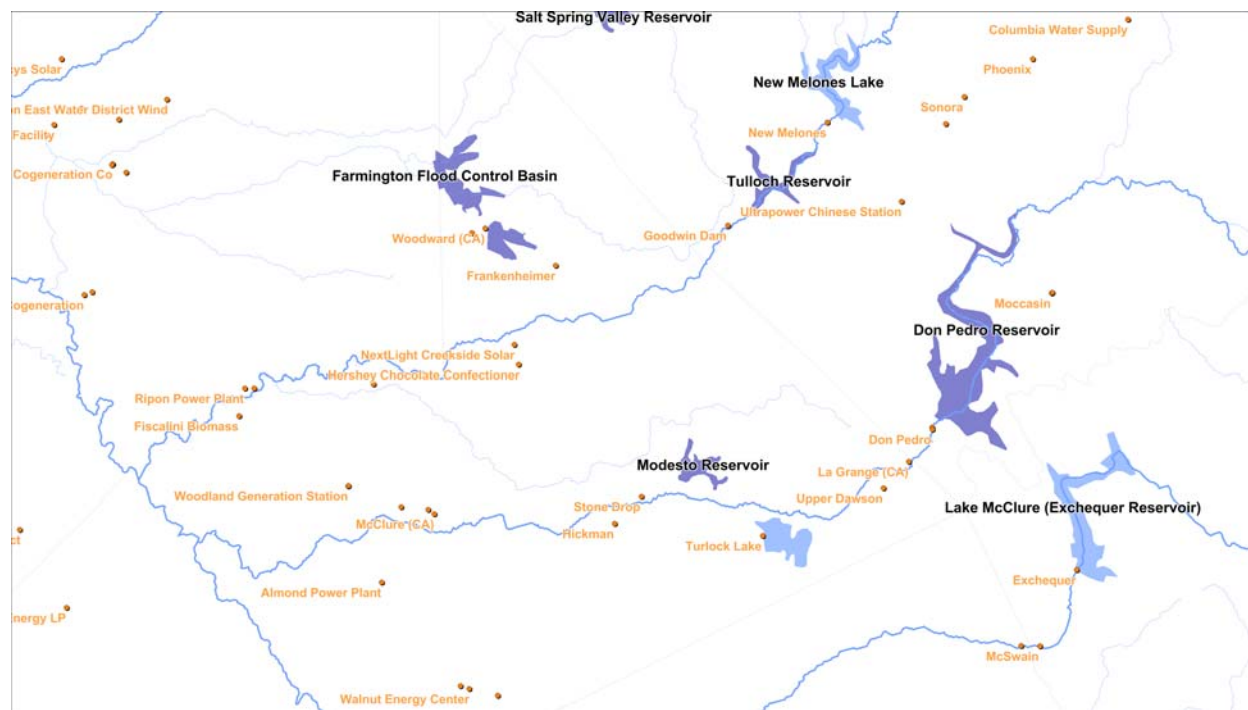 Salt Spring Valley Reservoir
Columbia Water Supply
ys Solar
Phoenix
New Melones Lake
n East Water District Wind
Sonora
Facility
New Melones
Cogeneration Co
Farmington Flood Control Basin
Tulloch Reservoir
Ultrapower Chinese Station
Woodward (CA)
Goodwin Dam
Frankenheimer
Cogeneration
Moccasin
Don Pedro Reservoir
NextLight Creekside Solar
Hershey Chocolate Confectioner
Ripon Power Plant
Fiscalini Biomass
Don Pedro
Modesto Reservoir
La Grange (CA)
Woodland Generation Station
Upper Dawson
Stone Drop
Lake McClure (Exchequer Reservoir)
McClure (CA)
Hickman
ct
Turlock Lake
Exchequer
Almond Power Plant
Energy LP
McSwain
Walnut Energy Center